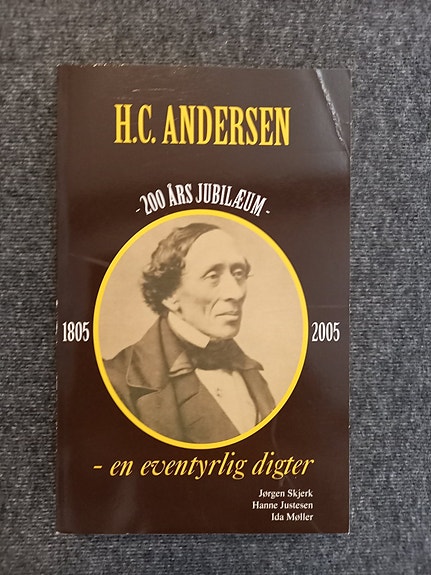 H.C. ANDERSEN
- 200 ÅRS JUBILÆUM -
1805
2005
- en eventyrlig digter
Jørgen Skjerk
Hanne Justesen
Ida Møller